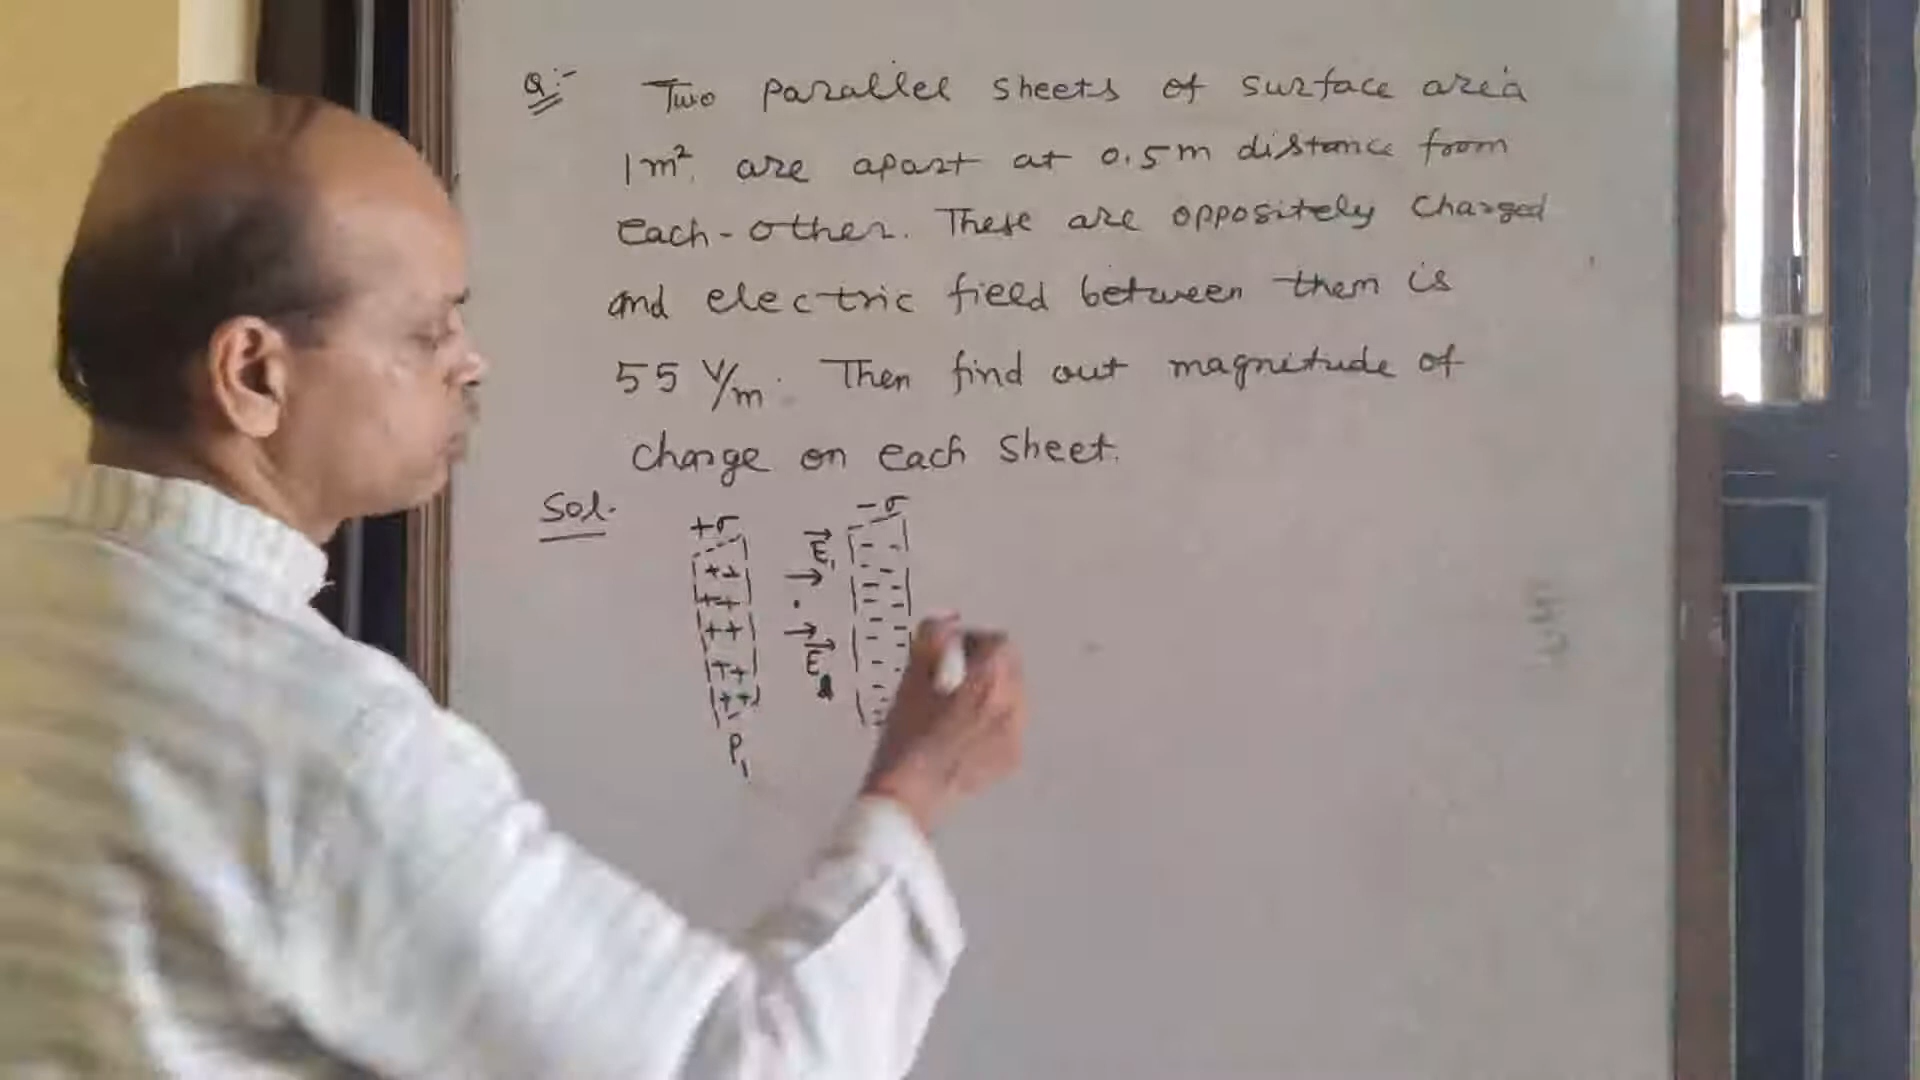 Q:- Two parallel sheets of surface area
1m². are apart at 0.5m distance from
each-other. These are oppositely charged
and electric field between them is
55 V/m. Then find out magnitude of
charge on each sheet.
Sol.
+σ
-σ
E₁
E
P₁